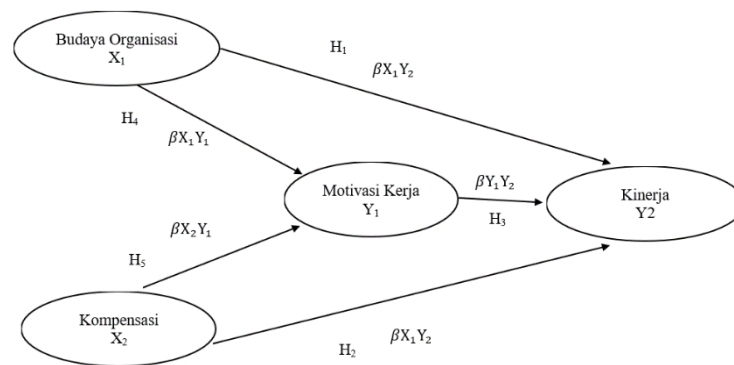 Budaya Organisasi
X₁
H₁
βX₁Y₂
H₄
βX₁Y₁
Motivasi Kerja
Y₁
βY₁Y₂
H₃
Kinerja
Y2
βX₂Y₁
H₅
Kompensasi
X₂
H₂
βX₁Y₂